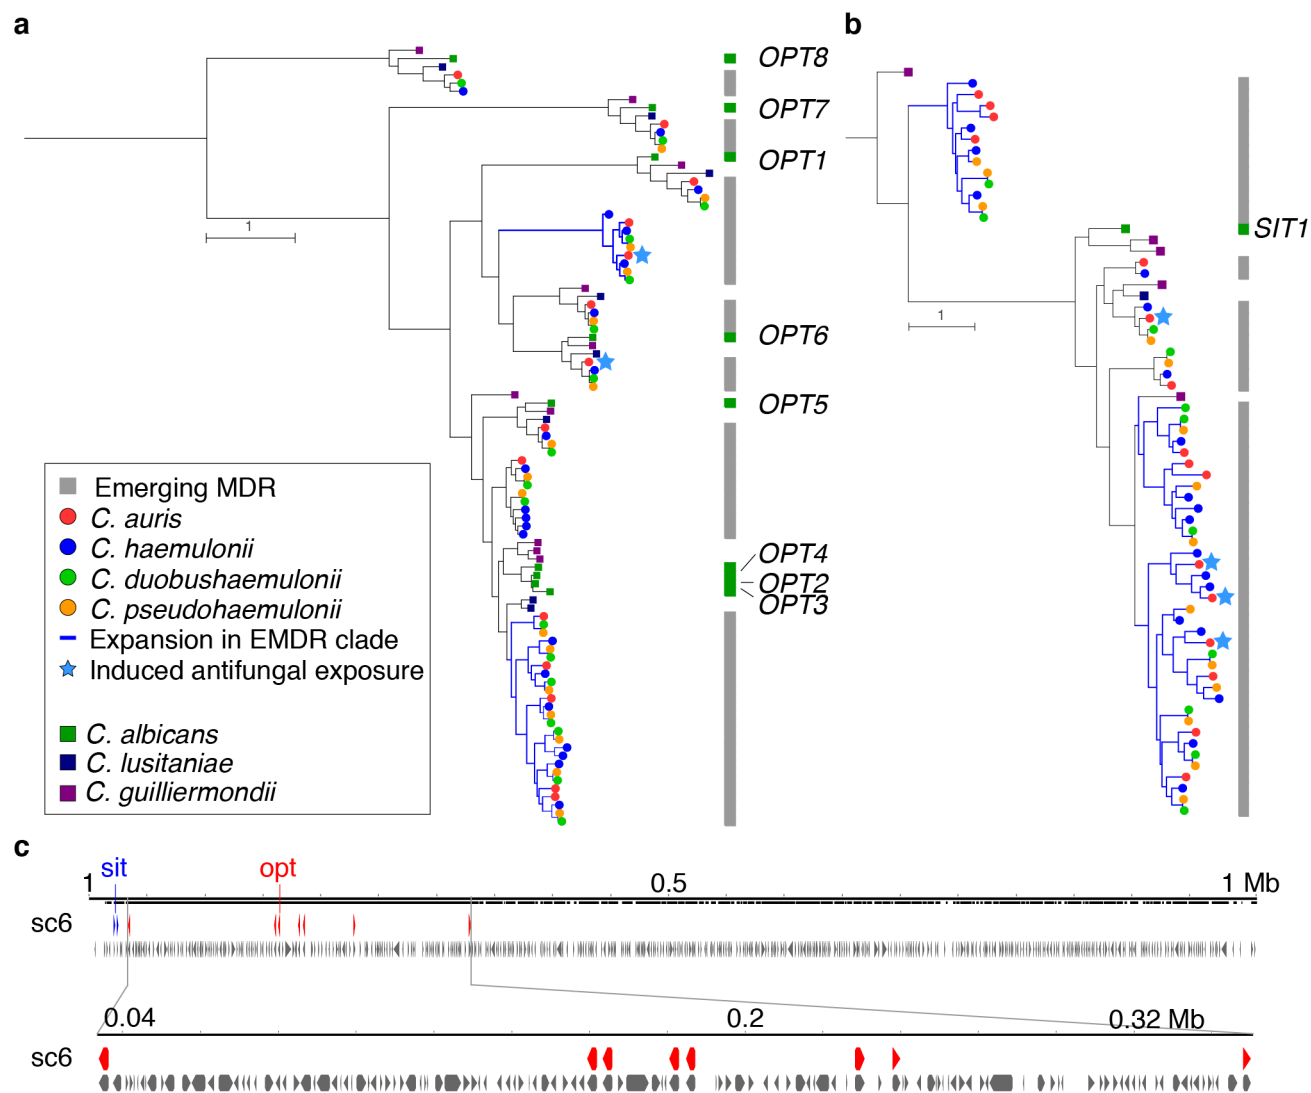 a
b
OPT8
OPT7
OPT1
SIT1
1
1
OPT6
OPT5
Emerging MDR
C. auris
C. haemulonii
C. duobushaemulonii
C. pseudohaemulonii
Expansion in EMDR clade
Induced antifungal exposure
C. albicans
C. lusitaniae
C. guilliermondii
OPT4
OPT2
OPT3
c
sit
opt
1
0.5
1 Mb
sc6
0.04
0.2
0.32 Mb
sc6